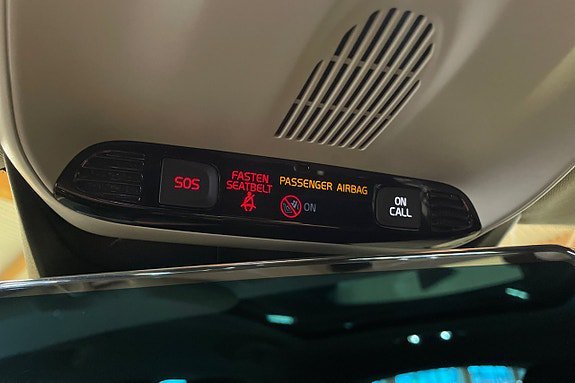 SOS
FASTEN
SEATBELT
PASSENGER AIRBAG
ON
ON
CALL